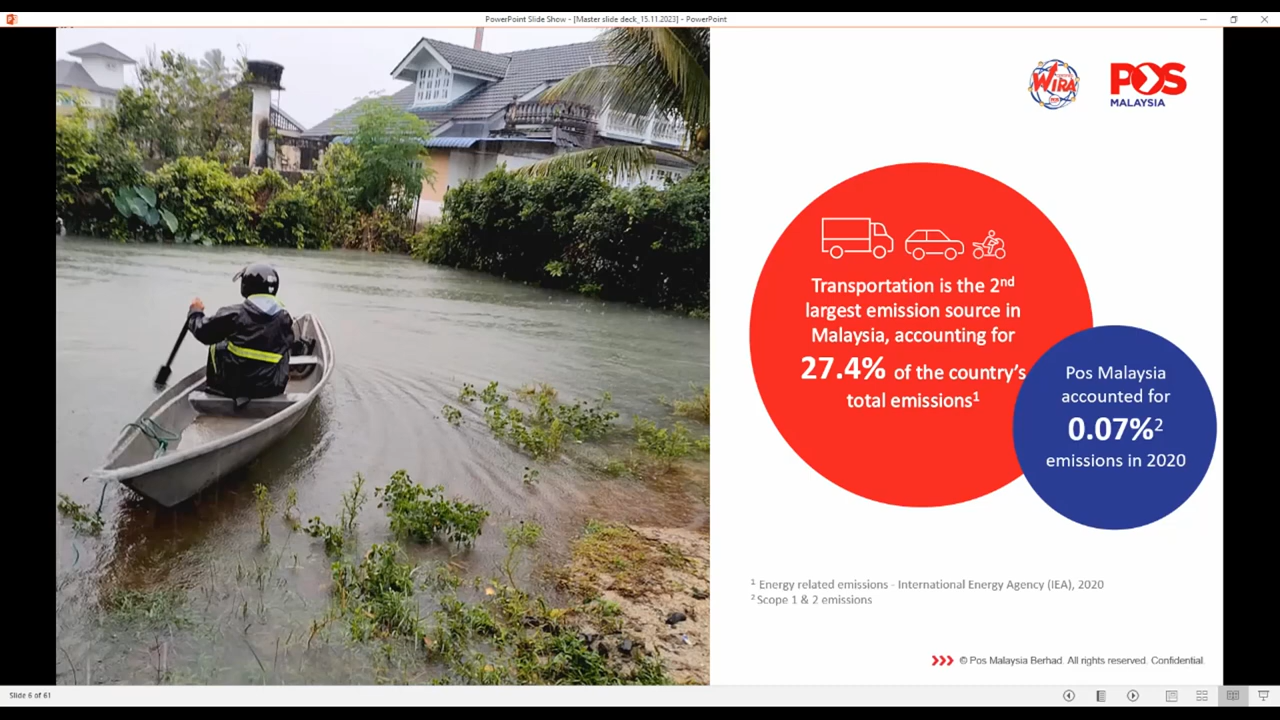 PowerPoint Slide Show - [Master slide deck_15.11.2023] - PowerPoint
WIRA
POS
POS
MALAYSIA
Transportation is the 2nd
largest emission source in
Malaysia, accounting for
27.4% of the country's
total emissions1
Pos Malaysia
accounted for
0.07%2
emissions in 2020
1 Energy related emissions - International Energy Agency (IEA), 2020
2 Scope 1 & 2 emissions
© Pos Malaysia Berhad. All rights reserved. Confidential.
Slide 6 of 61